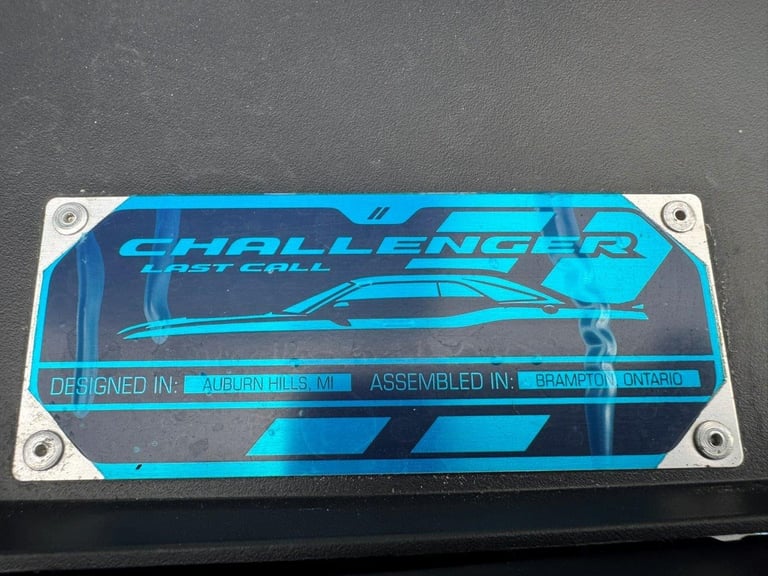 CHALLENGER
LAST CALL
DESIGNED IN: AUBURN HILLS, MI ASSEMBLED IN: BRAMPTON, ONTARIO